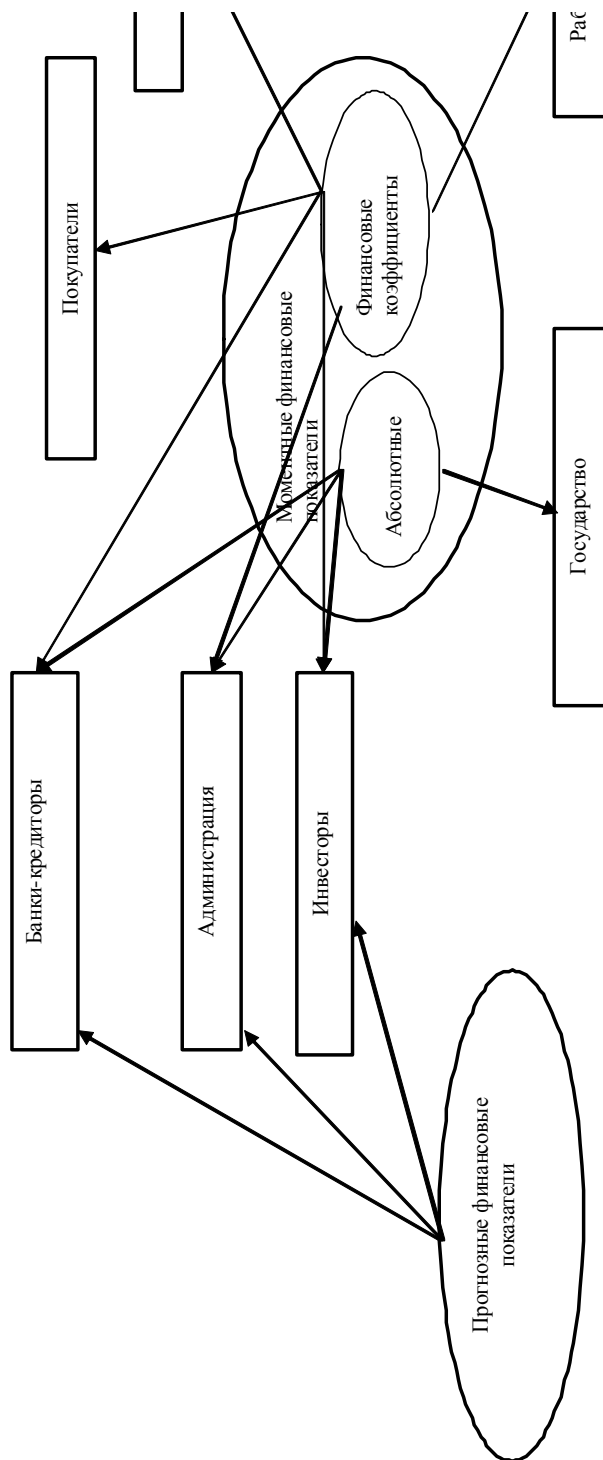 Прогнозные финансовые
показатели
Банки-кредиторы
Администрация
Инвесторы
Моментные финансовые
показатели
Абсолютные
Финансовые
коэффициенты
Покупатели
Государство